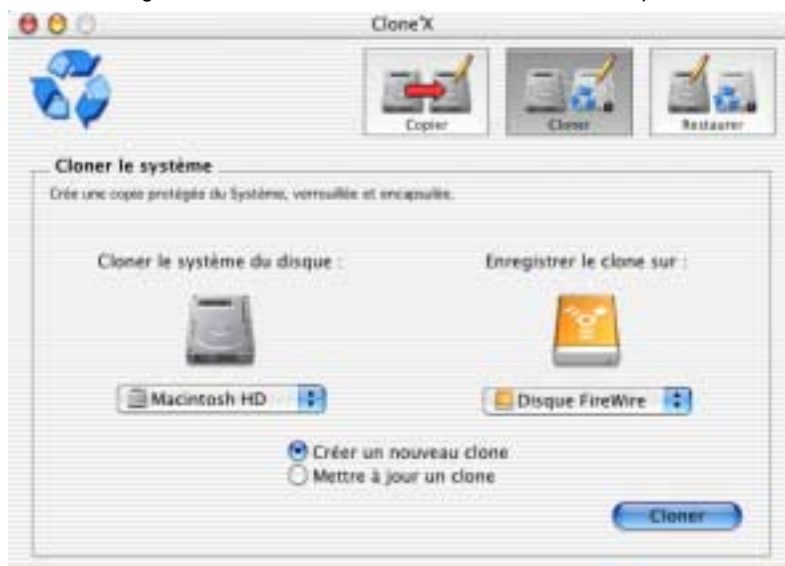 Clone'X
Copier
Cloner
Restaurer
Cloner le système
Crée une copie protégée du Système, verrouillée et encapsulée.
Cloner le système du disque :
Enregistrer le clone sur :
Macintosh HD
Disque FireWire
Créer un nouveau clone
Mettre à jour un clone
Cloner